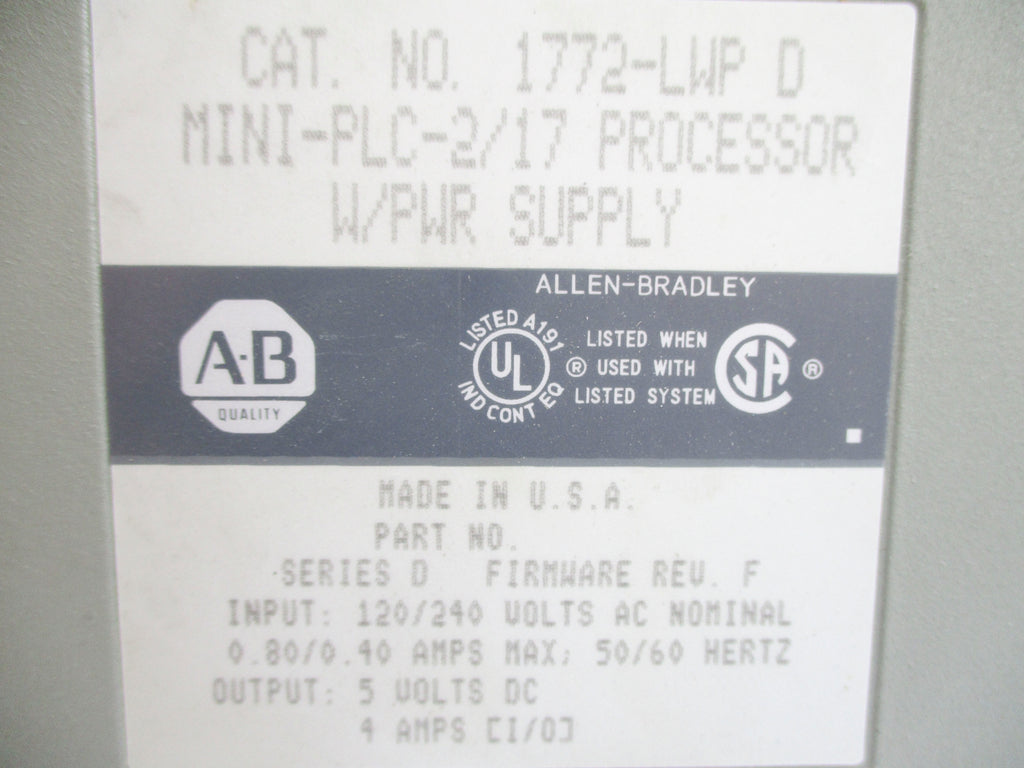 CAT. NO. 1772-LWP D
MINI-PLC-2/17 PROCESSOR
W/PWR SUPPLY
ALLEN-BRADLEY
A·B
QUALITY
LISTED A191
UL
IND CONT EQ
®
LISTED WHEN
USED WITH
LISTED SYSTEM
SA ®
MADE IN U.S.A.
PART NO.
SERIES D FIRMWARE REV. F
INPUT: 120/240 VOLTS AC NOMINAL
0.80/0.40 AMPS MAX; 50/60 HERTZ
OUTPUT: 5 VOLTS DC
4 AMPS [I/O]